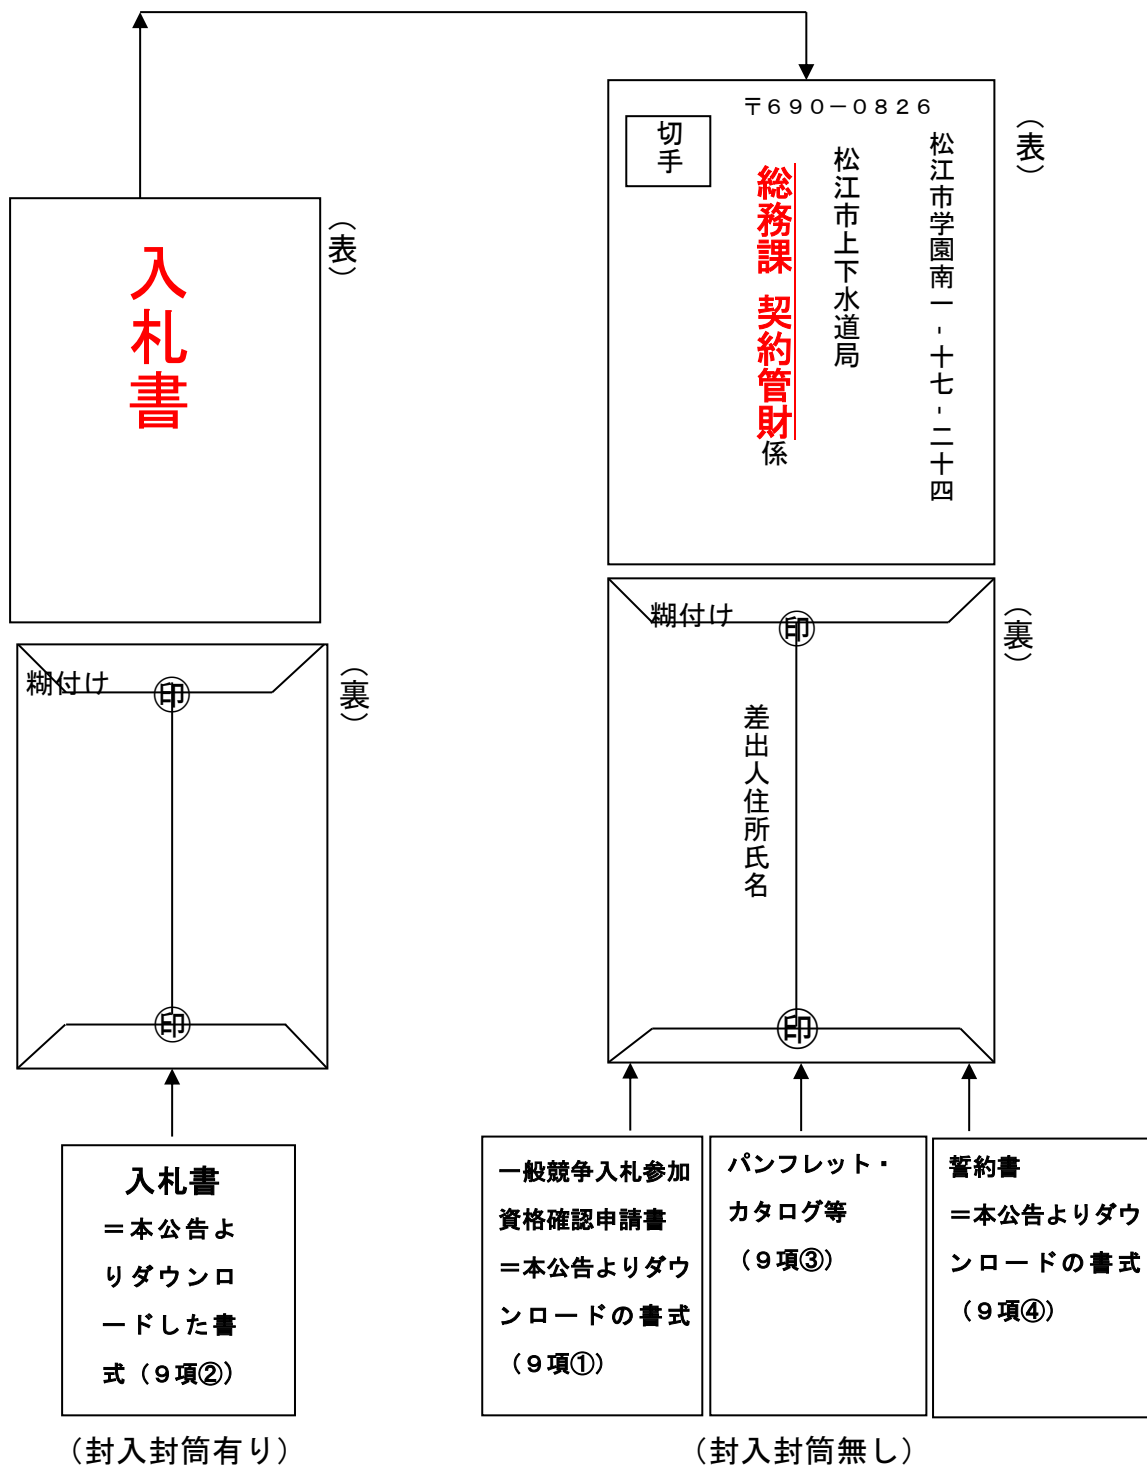 入札書
（表）
糊付け
印
印
（裏）
入札書
＝本公告よ
りダウンロ
ードした書
式（９項②）
（封入封筒有り）
〒６９０－０８２６
松江市学園南一-十七-二十四
松江市上下水道局
総務課 契約管財係
切手
（表）
糊付け
印
差出人住所氏名
印
（裏）
一般競争入札参加
資格確認申請書
＝本公告よりダウ
ンロードの書式
（９項①）
パンフレット・
カタログ等
（９項③）
誓約書
＝本公告よりダウ
ンロードの書式
（９項④）
（封入封筒無し）